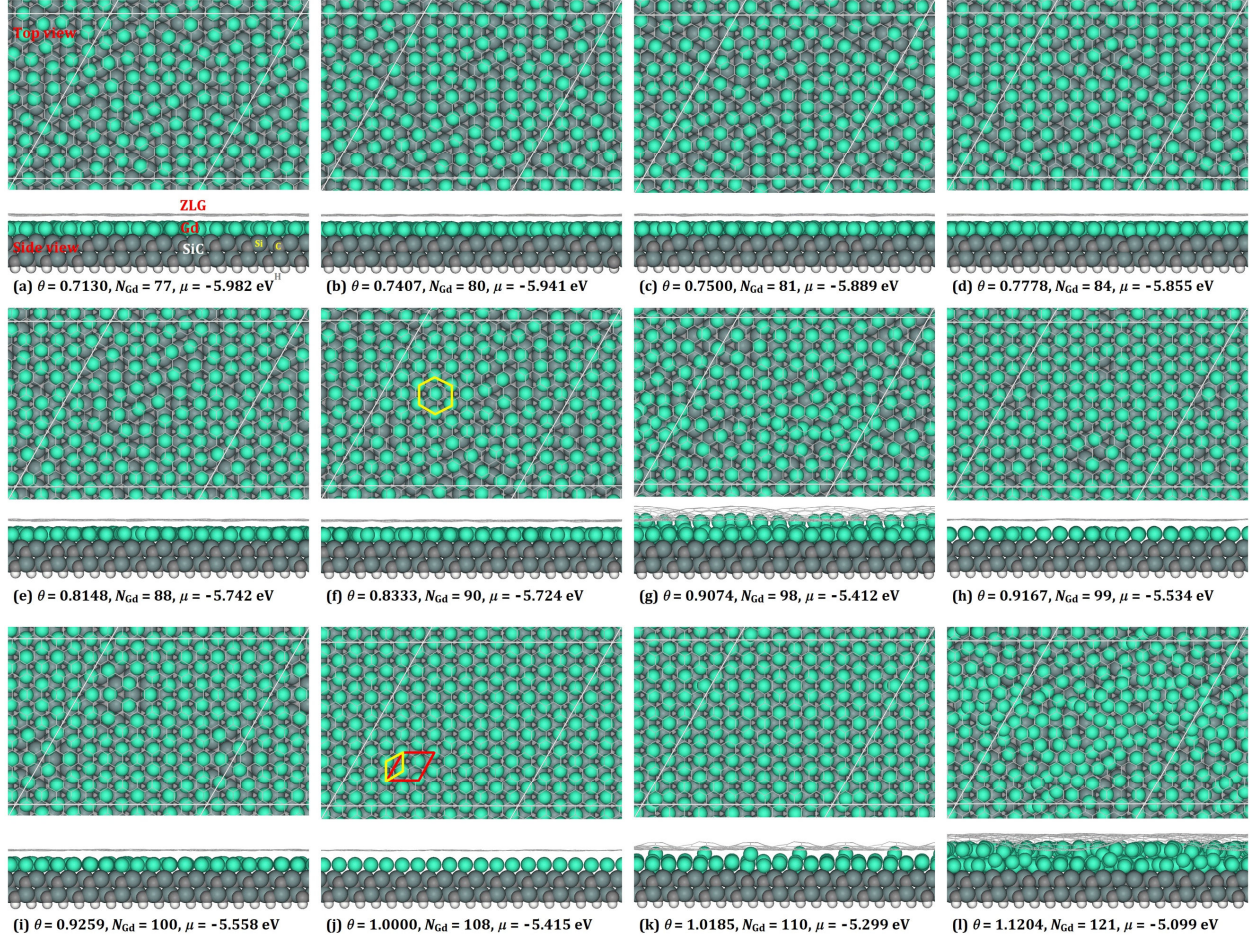 Top view
ZLG
Gd
Side view
SiC
Si
C
H
(a) θ = 0.7130, N_Gd = 77, μ = −5.982 eV
(b) θ = 0.7407, N_Gd = 80, μ = −5.941 eV
(c) θ = 0.7500, N_Gd = 81, μ = −5.889 eV
(d) θ = 0.7778, N_Gd = 84, μ = −5.855 eV
(e) θ = 0.8148, N_Gd = 88, μ = −5.742 eV
(f) θ = 0.8333, N_Gd = 90, μ = −5.724 eV
(g) θ = 0.9074, N_Gd = 98, μ = −5.412 eV
(h) θ = 0.9167, N_Gd = 99, μ = −5.534 eV
(i) θ = 0.9259, N_Gd = 100, μ = −5.558 eV
(j) θ = 1.0000, N_Gd = 108, μ = −5.415 eV
(k) θ = 1.0185, N_Gd = 110, μ = −5.299 eV
(l) θ = 1.1204, N_Gd = 121, μ = −5.099 eV